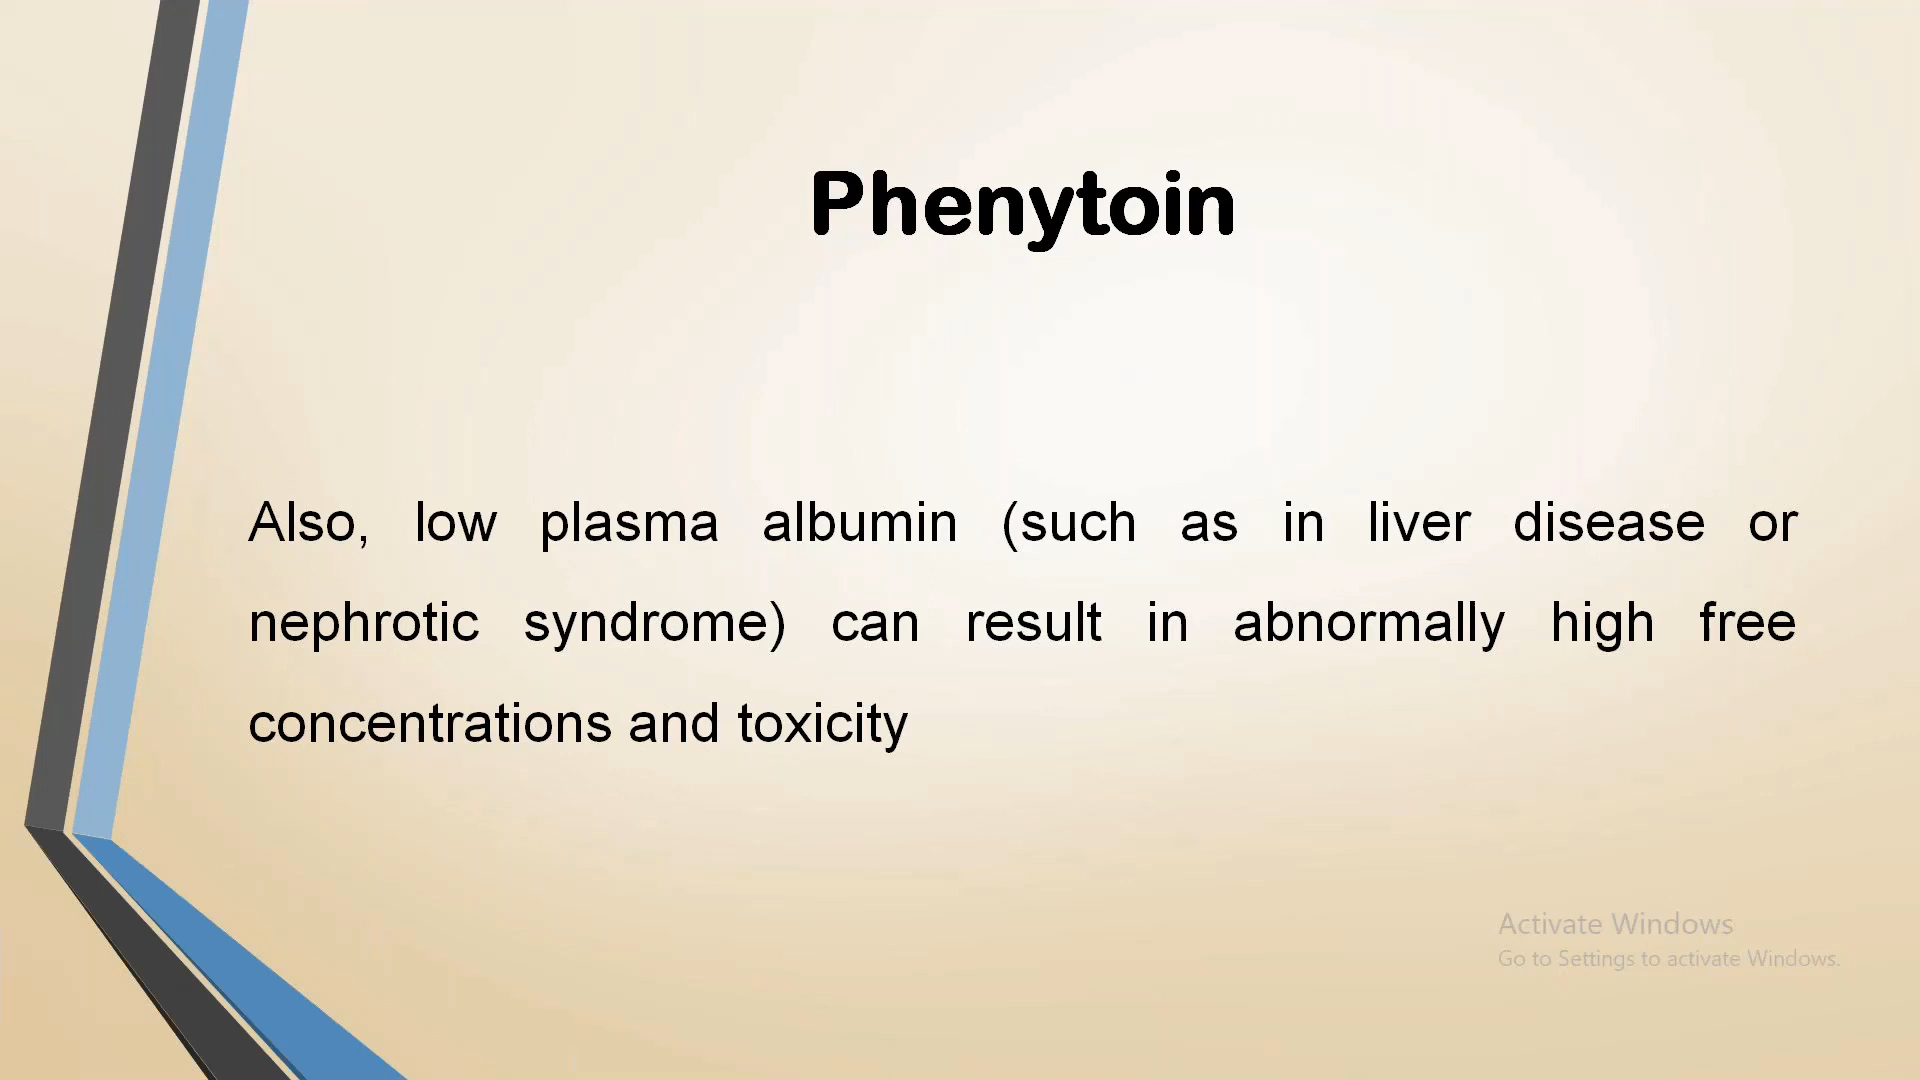 Phenytoin
Also, low plasma albumin (such as in liver disease or
nephrotic syndrome) can result in abnormally high free
concentrations and toxicity
Activate Windows
Go to Settings to activate Windows.